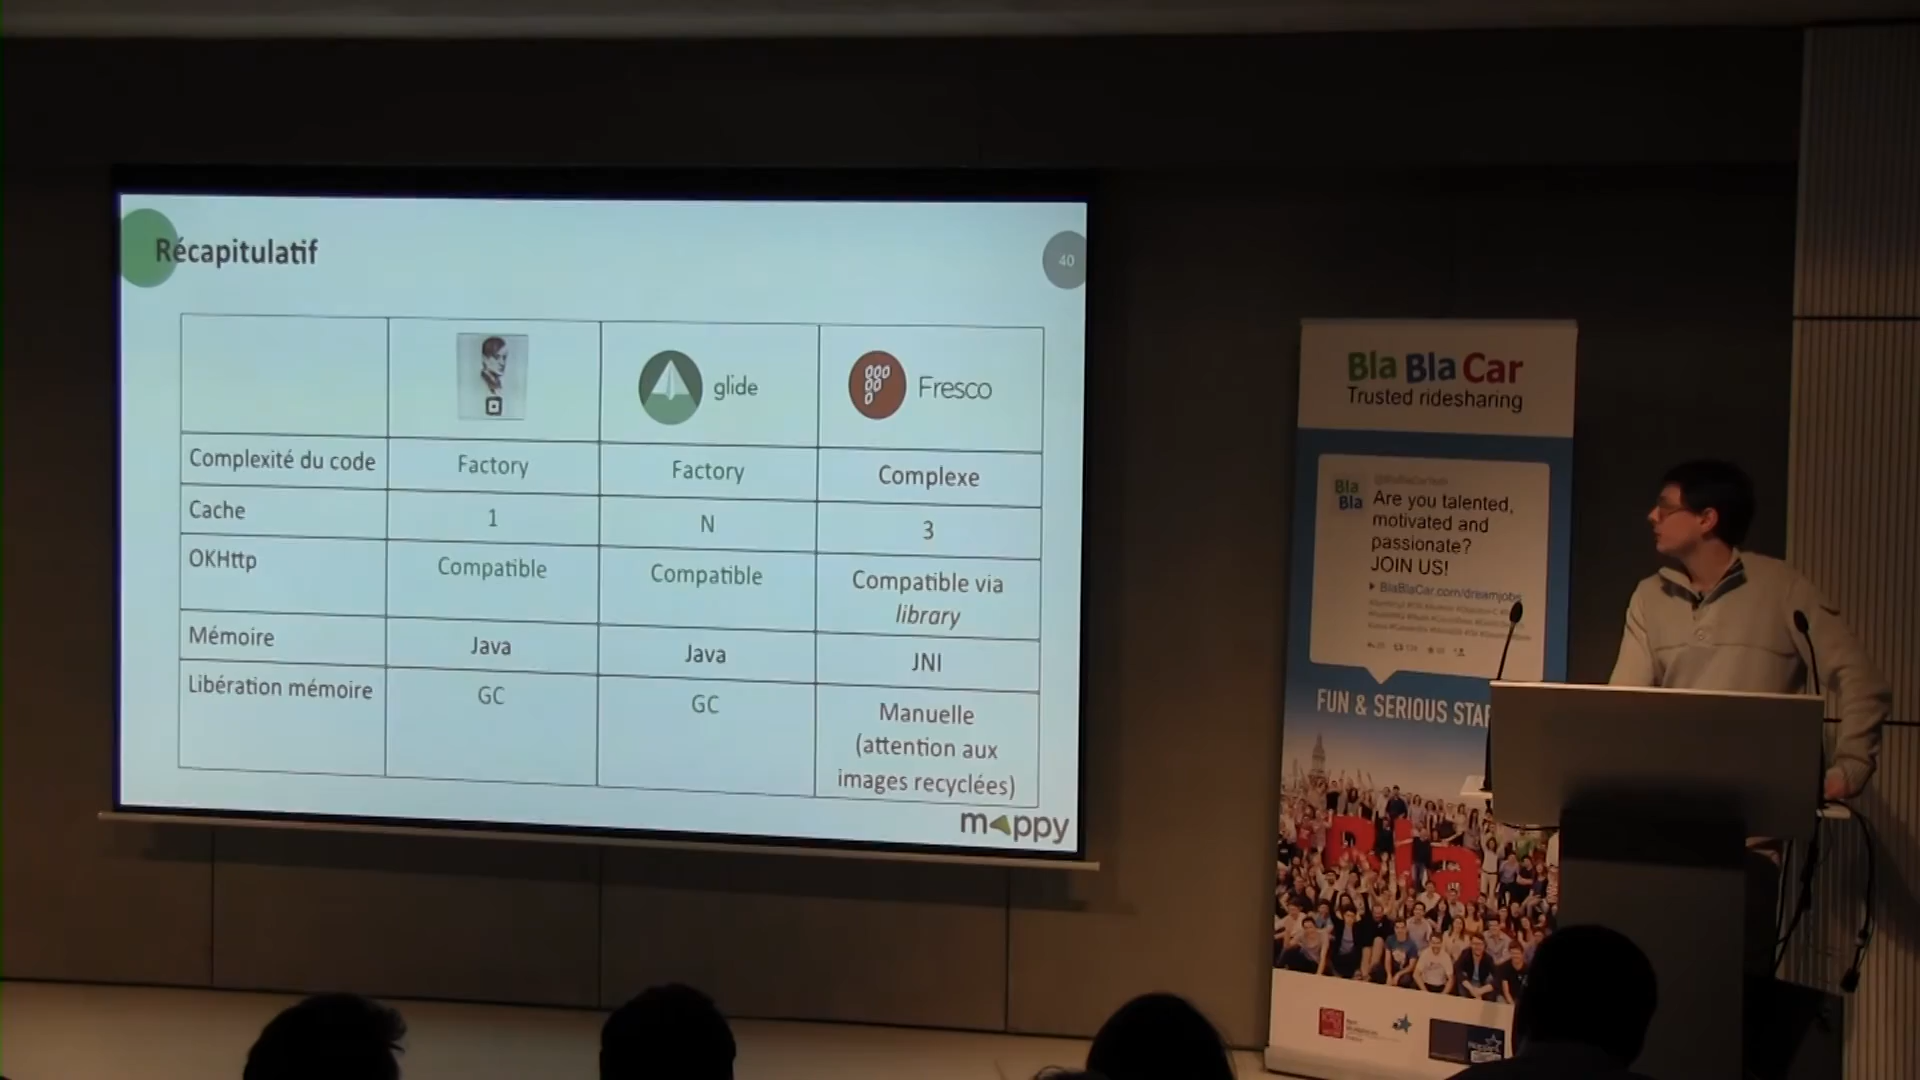 Récapitulatif
40
glide
Fresco
Complexité du code
Factory
Factory
Complexe
Cache
1
N
3
OKHttp
Compatible
Compatible
Compatible via
library
Mémoire
Java
Java
JNI
Libération mémoire
GC
GC
Manuelle
(attention aux
images recyclées)
mappy
Bla Bla Car
Trusted ridesharing
Bla
Bla
Are you talented,
motivated and
passionate?
JOIN US!
BlaBlaCar.com/dreamjobs
FUN & SERIOUS
Bla